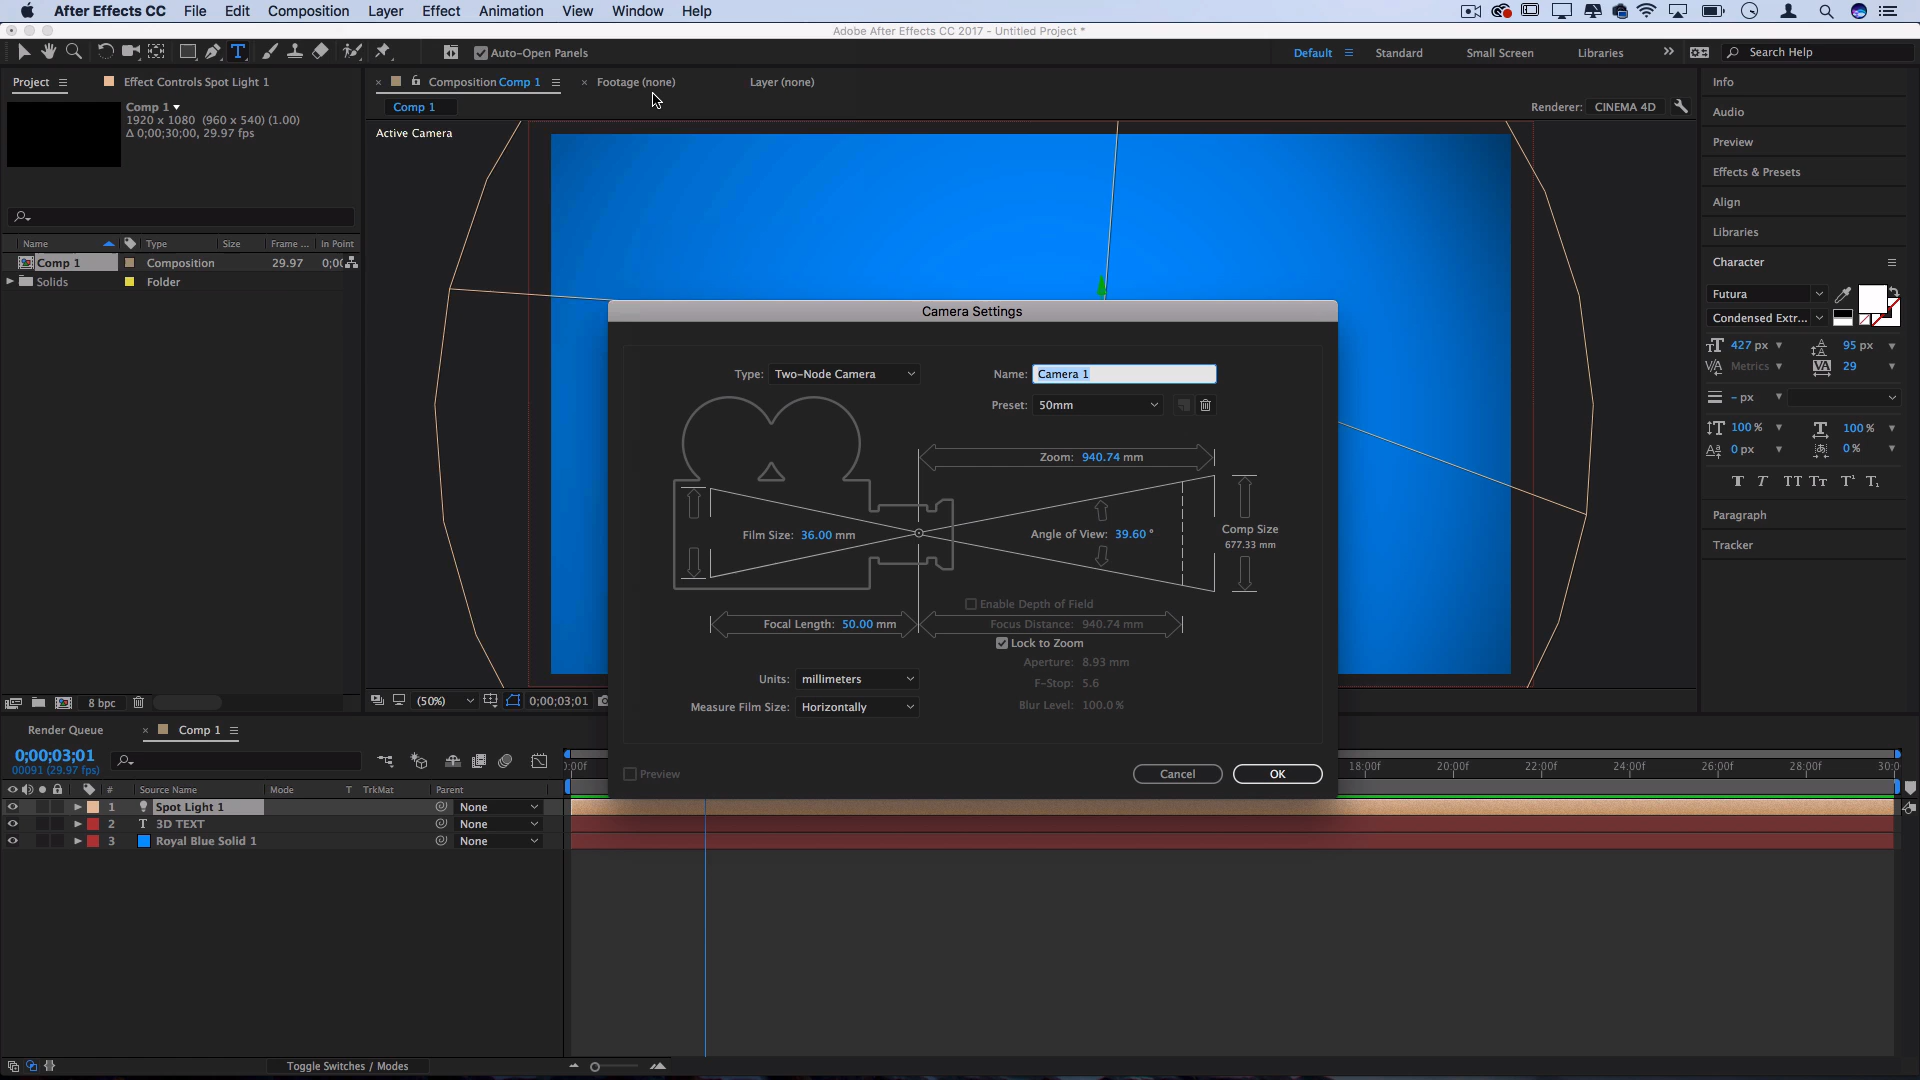 After Effects CC File Edit Composition Layer Effect Animation View Window Help
Adobe After Effects CC 2017 - Untitled Project *
Auto-Open Panels Default Standard Small Screen Libraries Search Help
Project Effect Controls Spot Light 1 Composition Comp 1 Footage (none) Layer (none) Info
Comp 1
1920 x 1080 (960 x 540) (1.00)
Δ 0;00;30;00, 29.97 fps
Comp 1 Renderer: CINEMA 4D
Active Camera
Audio
Preview
Effects & Presets
Align
Libraries
Character
Futura
Condensed Extr...
427 px 95 px
Metrics 29
- px
100 % 100 %
0 px 0 %
T T TT Tt T¹ T₁
Paragraph
Tracker
Name Type Size Frame ... In Point
Comp 1 Composition 29.97
Solids Folder
Camera Settings
Type: Two-Node Camera Name: Camera 1
Preset: 50mm
Zoom: 940.74 mm
Film Size: 36.00 mm Angle of View: 39.60 ° Comp Size
677.33 mm
Enable Depth of Field
Focal Length: 50.00 mm Focus Distance: 940.74 mm
Lock to Zoom
Aperture: 8.93 mm
Units: millimeters F-Stop: 5.6
Measure Film Size: Horizontally Blur Level: 100.0 %
Preview Cancel OK
8 bpc (50%) 0;00;03;01
Render Queue Comp 1
0;00;03;01
00091 (29.97 fps)
18:00f 20:00f 22:00f 24:00f 26:00f 28:00f
# Source Name Mode T TrkMat Parent
1 Spot Light 1 None
2 T 3D TEXT None
3 Royal Blue Solid 1 None
Toggle Switches / Modes